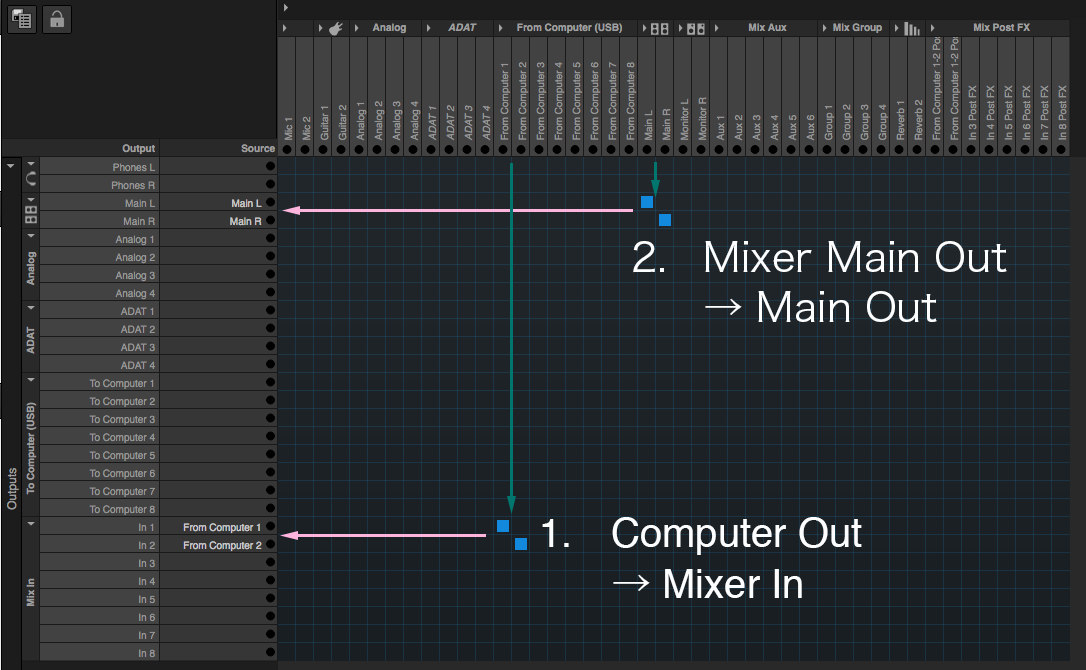 Analog
ADAT
From Computer (USB)
Mix Aux
Mix Group
Mix Post FX
Mic 1
Mic 2
Guitar 1
Guitar 2
Analog 1
Analog 2
Analog 3
Analog 4
ADAT 1
ADAT 2
ADAT 3
ADAT 4
From Computer 1
From Computer 2
From Computer 3
From Computer 4
From Computer 5
From Computer 6
From Computer 7
From Computer 8
Main L
Main R
Monitor L
Monitor R
Aux 1
Aux 2
Aux 3
Aux 4
Aux 5
Aux 6
Group 1
Group 2
Group 3
Group 4
Reverb 1
Reverb 2
From Computer 1-2 Po
From Computer 1-2 Po
In 3 Post FX
In 4 Post FX
In 5 Post FX
In 6 Post FX
In 7 Post FX
In 8 Post FX
Output Source
Outputs
Phones L
Phones R
Main L Main L
Main R Main R
Analog
Analog 1
Analog 2
Analog 3
Analog 4
ADAT
ADAT 1
ADAT 2
ADAT 3
ADAT 4
To Computer (USB)
To Computer 1
To Computer 2
To Computer 3
To Computer 4
To Computer 5
To Computer 6
To Computer 7
To Computer 8
Mix In
In 1 From Computer 1
In 2 From Computer 2
In 3
In 4
In 5
In 6
In 7
In 8
2. Mixer Main Out
→ Main Out
1. Computer Out
→ Mixer In